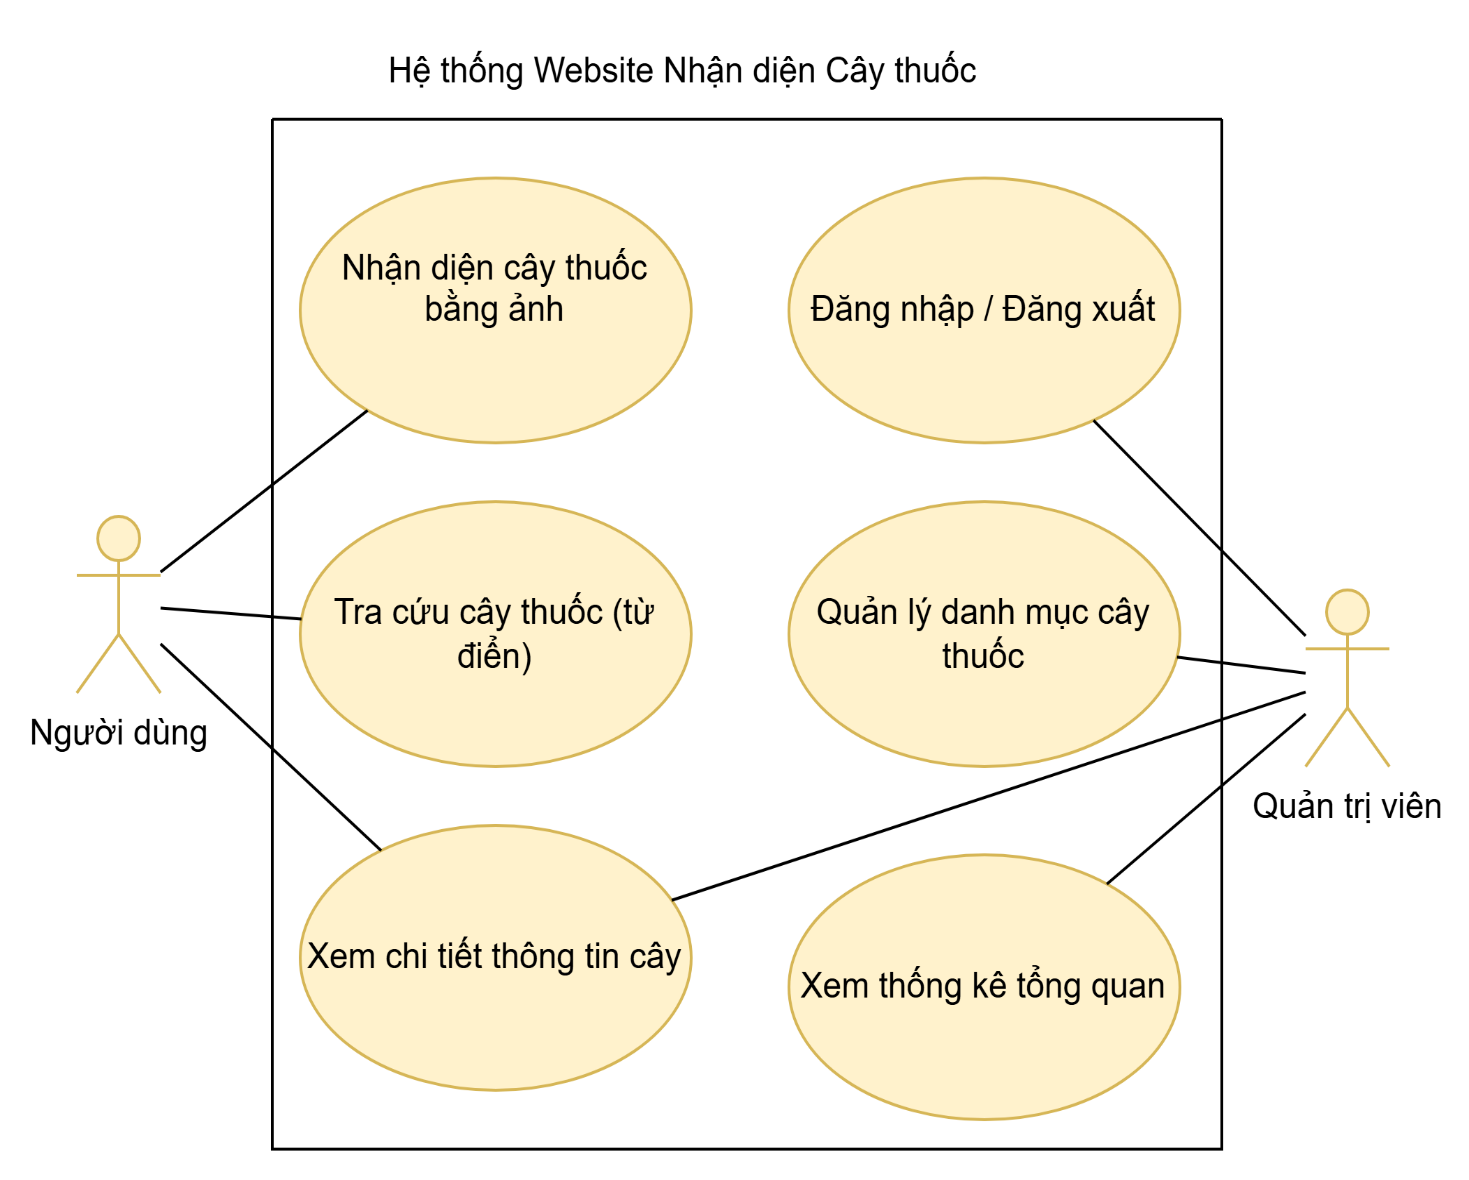 Hệ thống Website Nhận diện Cây thuốc
Nhận diện cây thuốc
bằng ảnh
Đăng nhập / Đăng xuất
Tra cứu cây thuốc (từ
điển)
Quản lý danh mục cây
thuốc
Người dùng
Quản trị viên
Xem chi tiết thông tin cây
Xem thống kê tổng quan